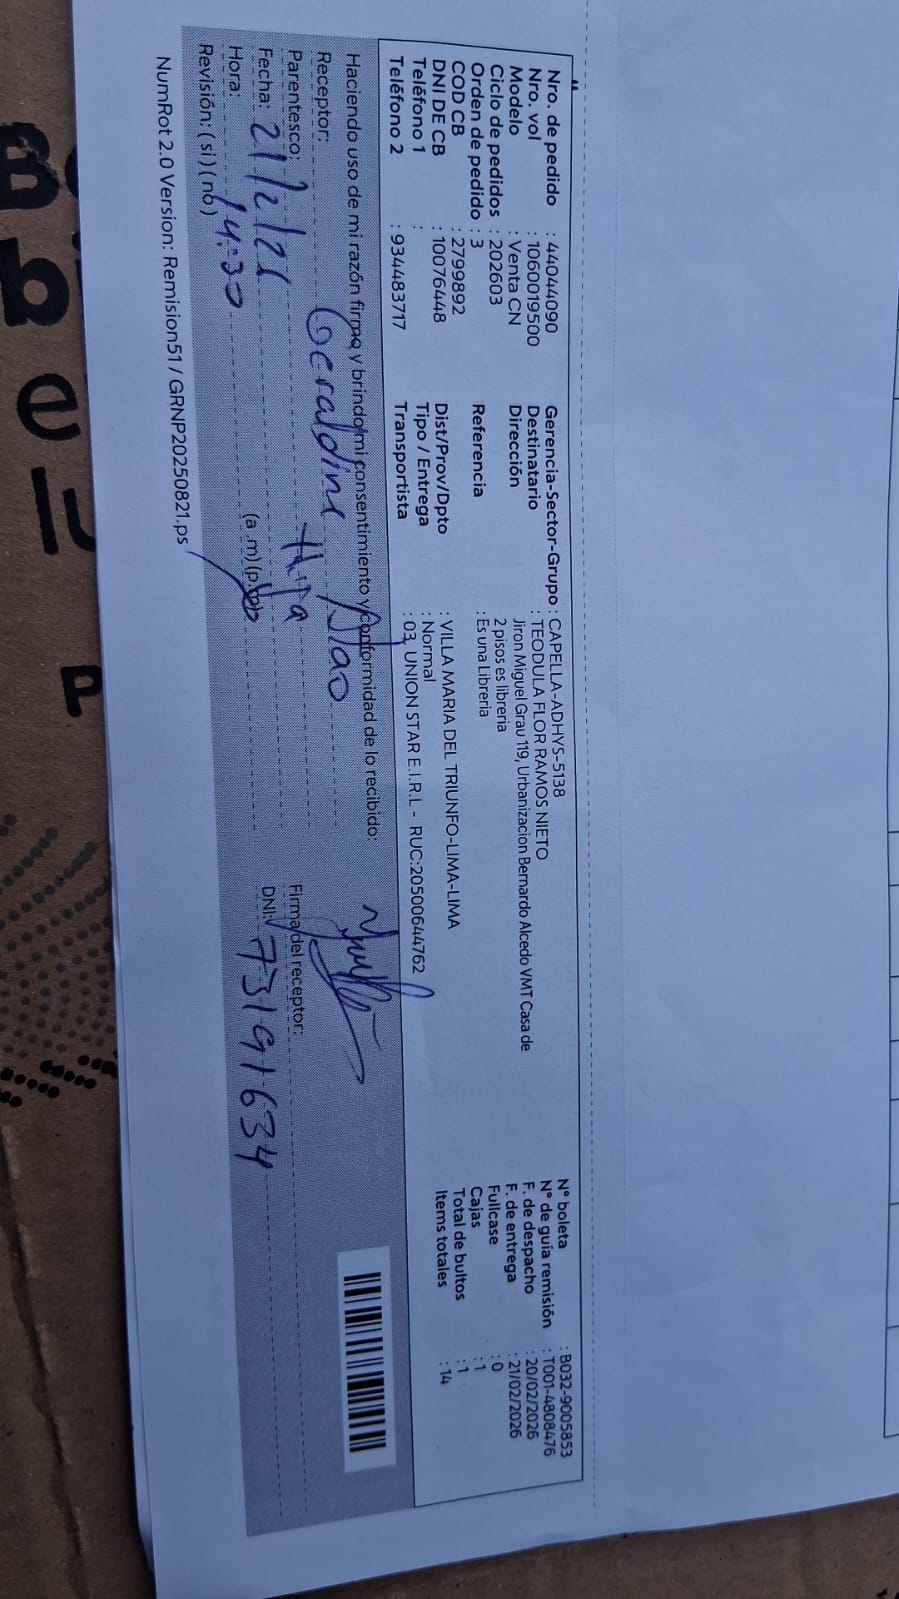 Nro. de pedido : 44044090
Nro. vol : 1060019500
Modelo : Venta CN
Ciclo de pedidos : 202603
Orden de pedido : 3
COD CB : 2799892
DNI DE CB : 10076448
Teléfono 1 :
Teléfono 2 : 934483717
Gerencia-Sector-Grupo : CAPELLA-ADHYS-5138
Destinatario : TEODULA FLOR RAMOS NIETO
Dirección Jiron Miguel Grau 119, Urbanizacion Bernardo Alcedo VMT Casa de
2 pisos es libreria
Referencia : Es una Libreria
Dist/Prov/Dpto : VILLA MARIA DEL TRIUNFO-LIMA-LIMA
Tipo / Entrega : Normal
Transportista : 03, UNION STAR E.I.R.L - RUC:20500644762
N° boleta : B032-9005853
N° de guia remisión : T001-4808476
F. de despacho : 20/02/2026
F. de entrega : 21/02/2026
Fullcase : 0
Cajas : 1
Total de bultos : 1
Items totales : 14
Haciendo uso de mi razón firmo y brindo mi consentimiento y conformidad de lo recibido:
Receptor: Geraldine
Parentesco: Hija
Fecha: 21/2/26
Hora: 14:30 (a.m) (p.m)
Revisión: ( si ) ( no )
Firma del receptor:
DNI: 73191634
NumRot 2.0 Version: Remision51 / GRNP20250821.ps